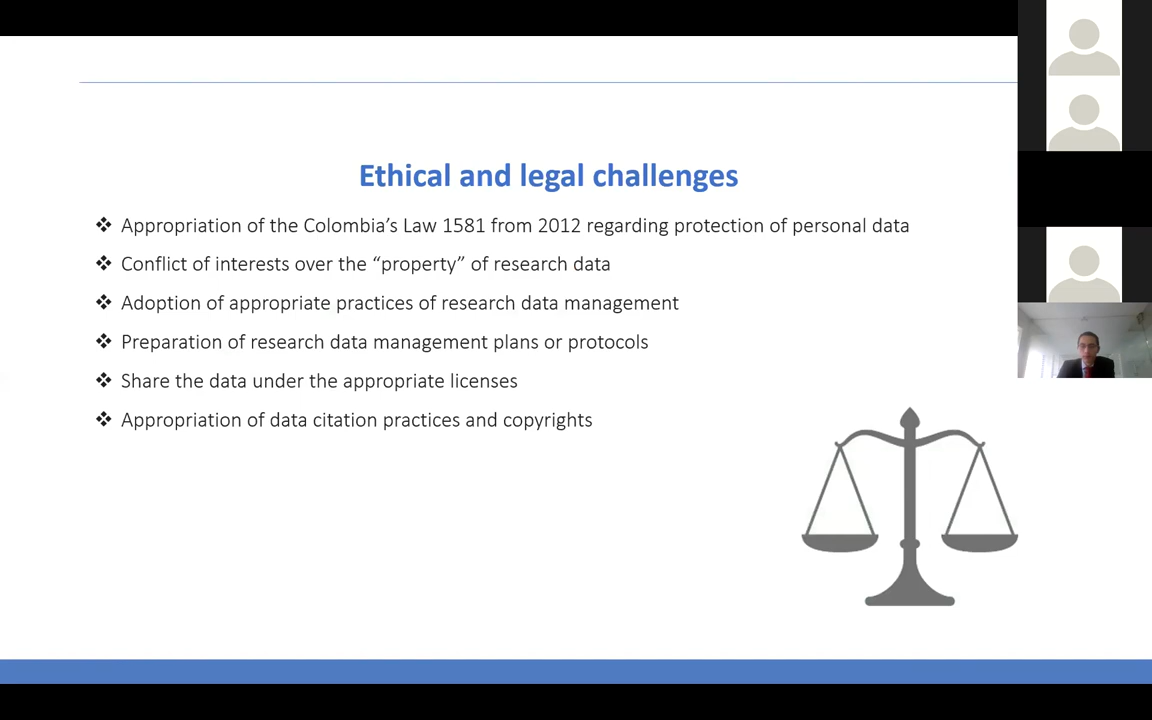 Ethical and legal challenges
❖ Appropriation of the Colombia’s Law 1581 from 2012 regarding protection of personal data
❖ Conflict of interests over the “property” of research data
❖ Adoption of appropriate practices of research data management
❖ Preparation of research data management plans or protocols
❖ Share the data under the appropriate licenses
❖ Appropriation of data citation practices and copyrights